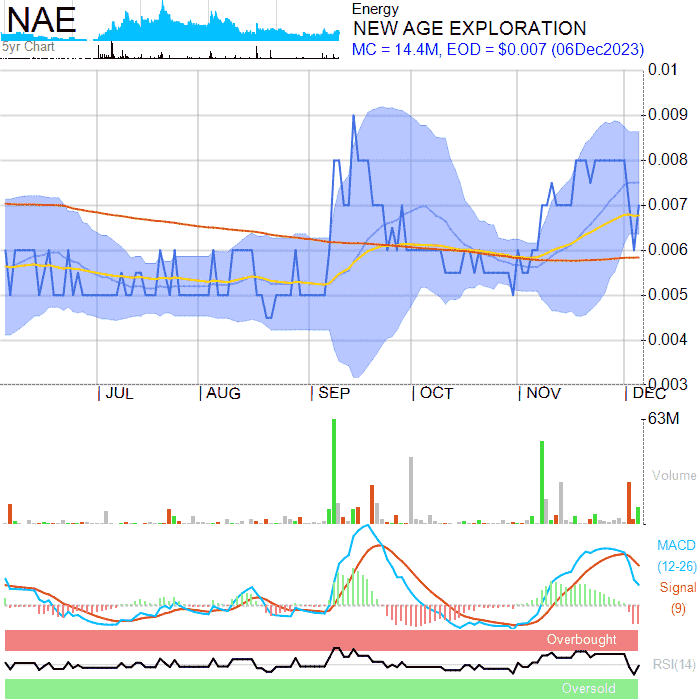 NAE
5yr Chart
Energy
NEW AGE EXPLORATION
MC = 14.4M, EOD = $0.007 (06Dec2023)
0.01
0.009
0.008
0.007
0.006
0.005
0.004
0.003
JUL AUG SEP OCT NOV DEC
63M
Volume
MACD
(12-26)
Signal
(9)
Overbought
RSI(14)
Oversold